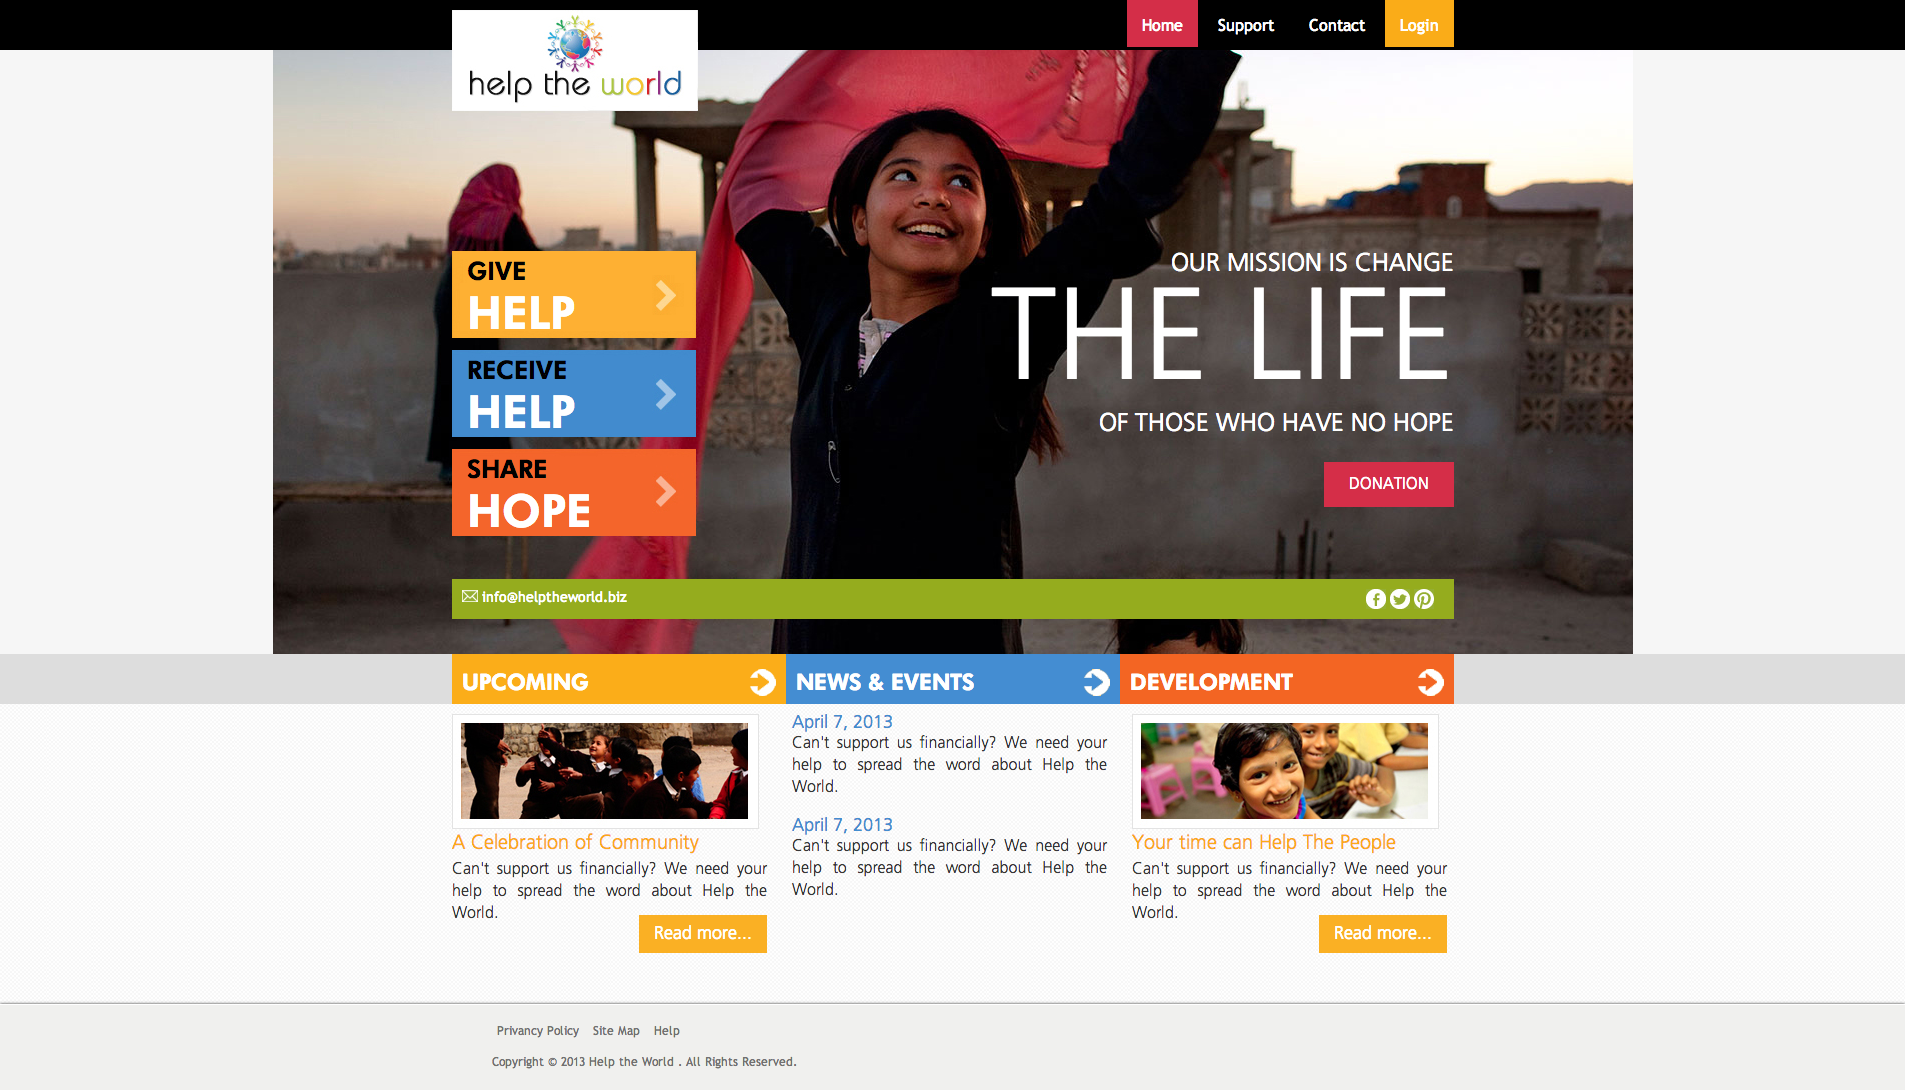 help the world
Home Support Contact Login
GIVE
HELP
RECEIVE
HELP
SHARE
HOPE
OUR MISSION IS CHANGE
THE LIFE
OF THOSE WHO HAVE NO HOPE
DONATION
info@helptheworld.biz
UPCOMING
A Celebration of Community
Can't support us financially? We need your
help to spread the word about Help the
World.
Read more...
NEWS & EVENTS
April 7, 2013
Can't support us financially? We need your
help to spread the word about Help the
World.
April 7, 2013
Can't support us financially? We need your
help to spread the word about Help the
World.
DEVELOPMENT
Your time can Help The People
Can't support us financially? We need your
help to spread the word about Help the
World.
Read more...
Privancy Policy Site Map Help
Copyright © 2013 Help the World . All Rights Reserved.